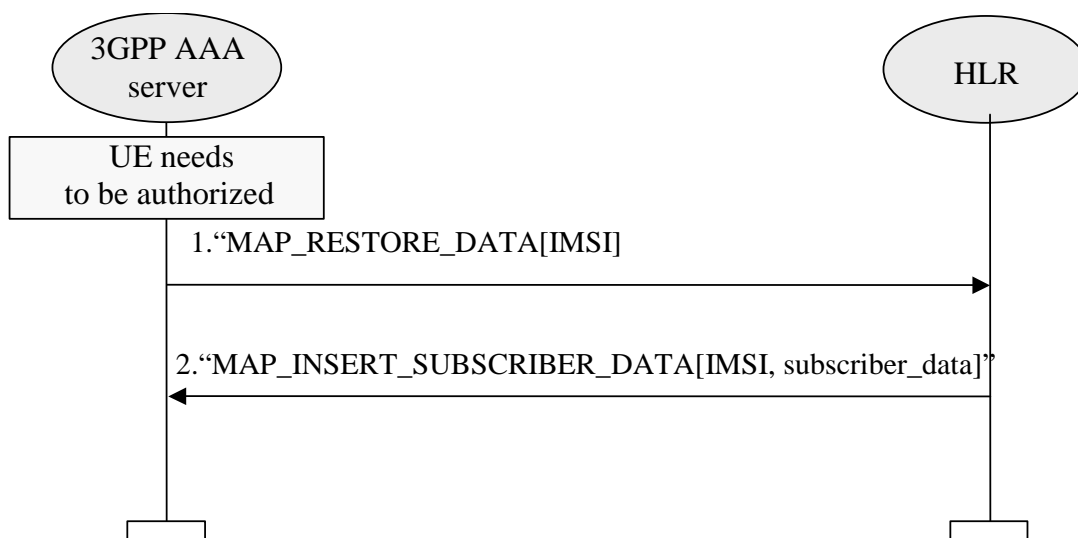 3GPP AAA
server
HLR
UE needs
to be authorized
1.“MAP_RESTORE_DATA[IMSI]
2.“MAP_INSERT_SUBSCRIBER_DATA[IMSI, subscriber_data]”